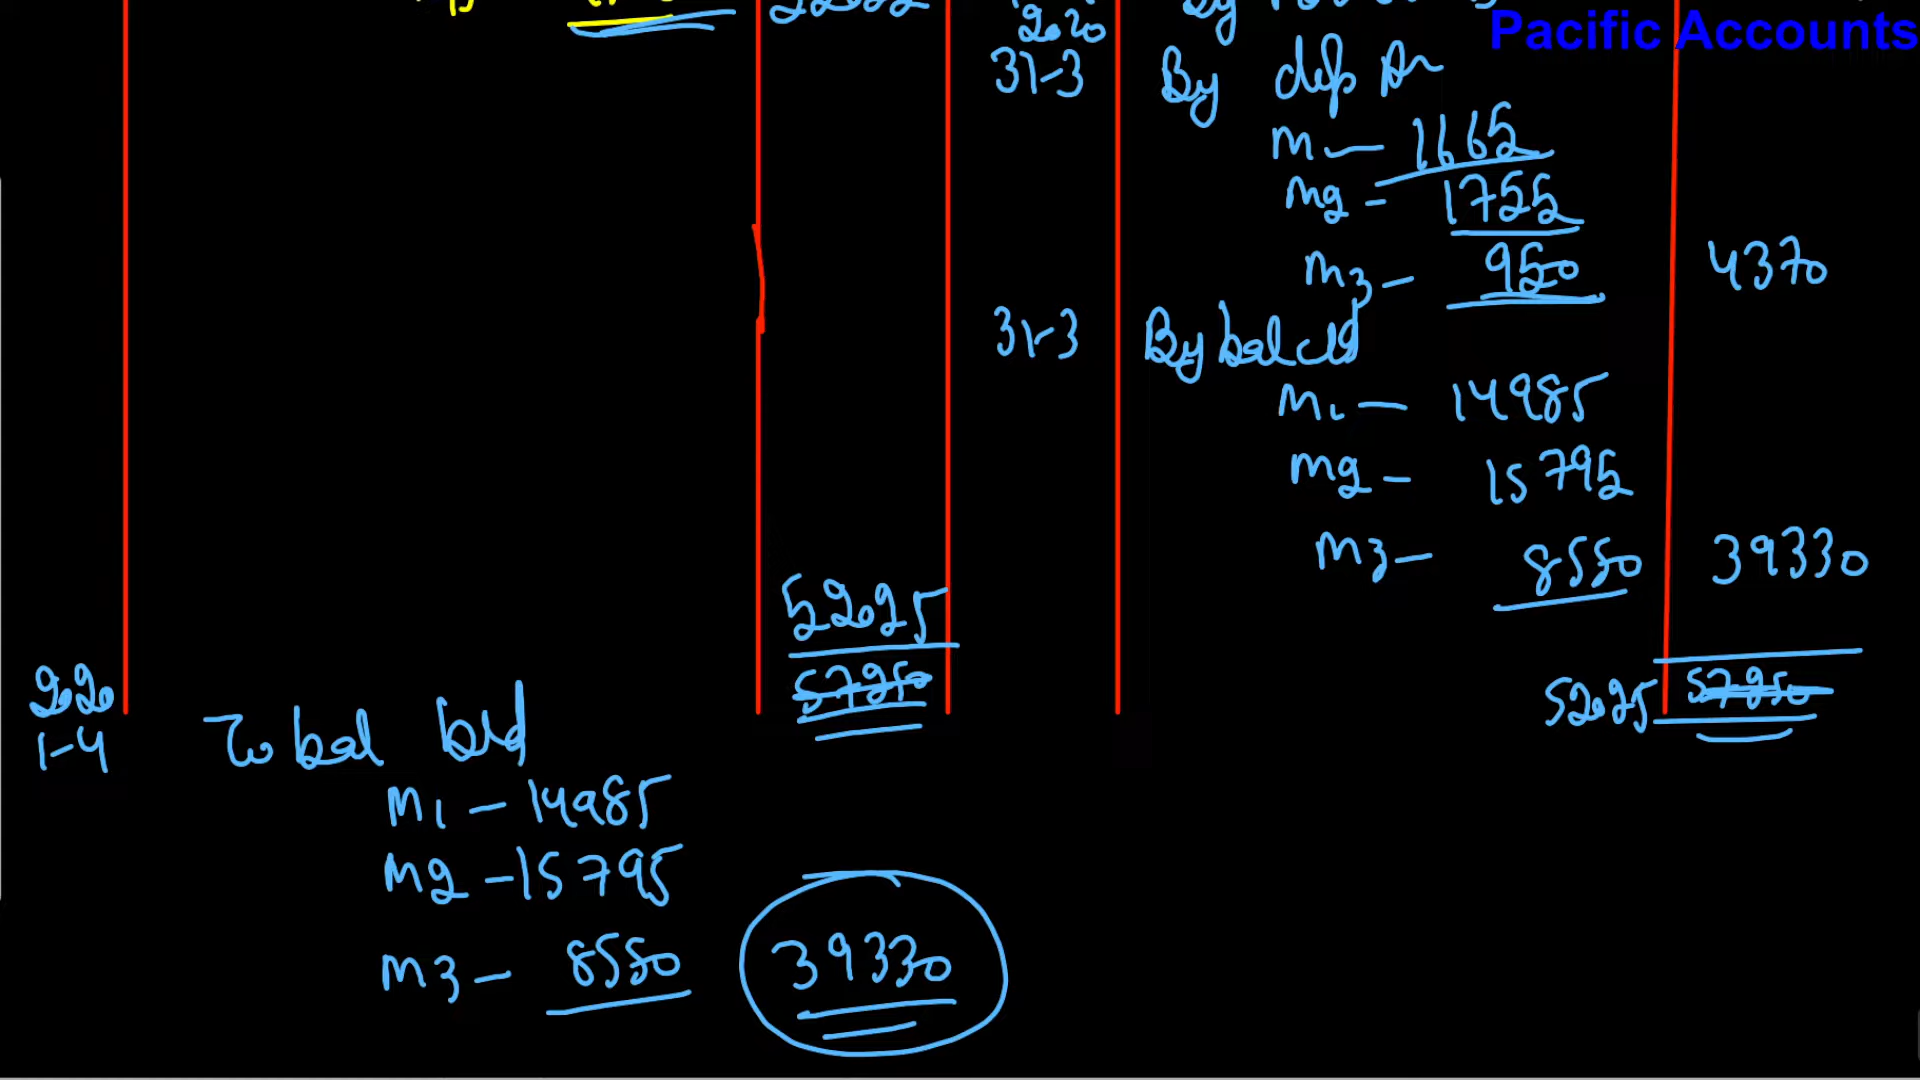 2020
Pacific Accounts
31-3 By dep A/c
M - 1665
M2 - 1755
M3 - 950 4370
31-3 By bal c/d
M1 - 14985
M2 - 15795
M3 - 8550 39330
52025
57250 52025 57250
2020
1-4 To bal b/d
M1 - 14985
M2 - 15795
M3 - 8550 39330